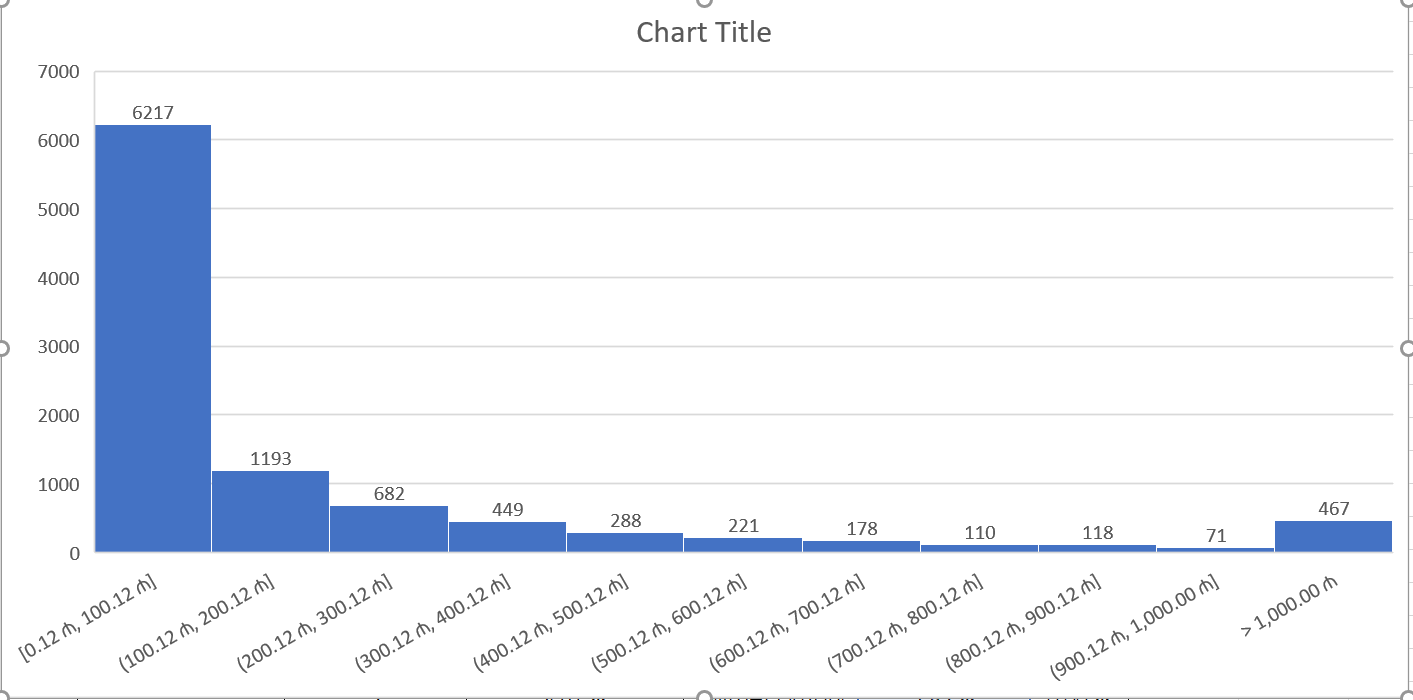 Chart Title
7000
6000
5000
4000
3000
2000
1000
0
6217
1193
682
449
288
221
178
110
118
71
467
[0.12 ₼, 100.12 ₼]
(100.12 ₼, 200.12 ₼]
(200.12 ₼, 300.12 ₼]
(300.12 ₼, 400.12 ₼]
(400.12 ₼, 500.12 ₼]
(500.12 ₼, 600.12 ₼]
(600.12 ₼, 700.12 ₼]
(700.12 ₼, 800.12 ₼]
(800.12 ₼, 900.12 ₼]
(900.12 ₼, 1,000.00 ₼]
> 1,000.00 ₼